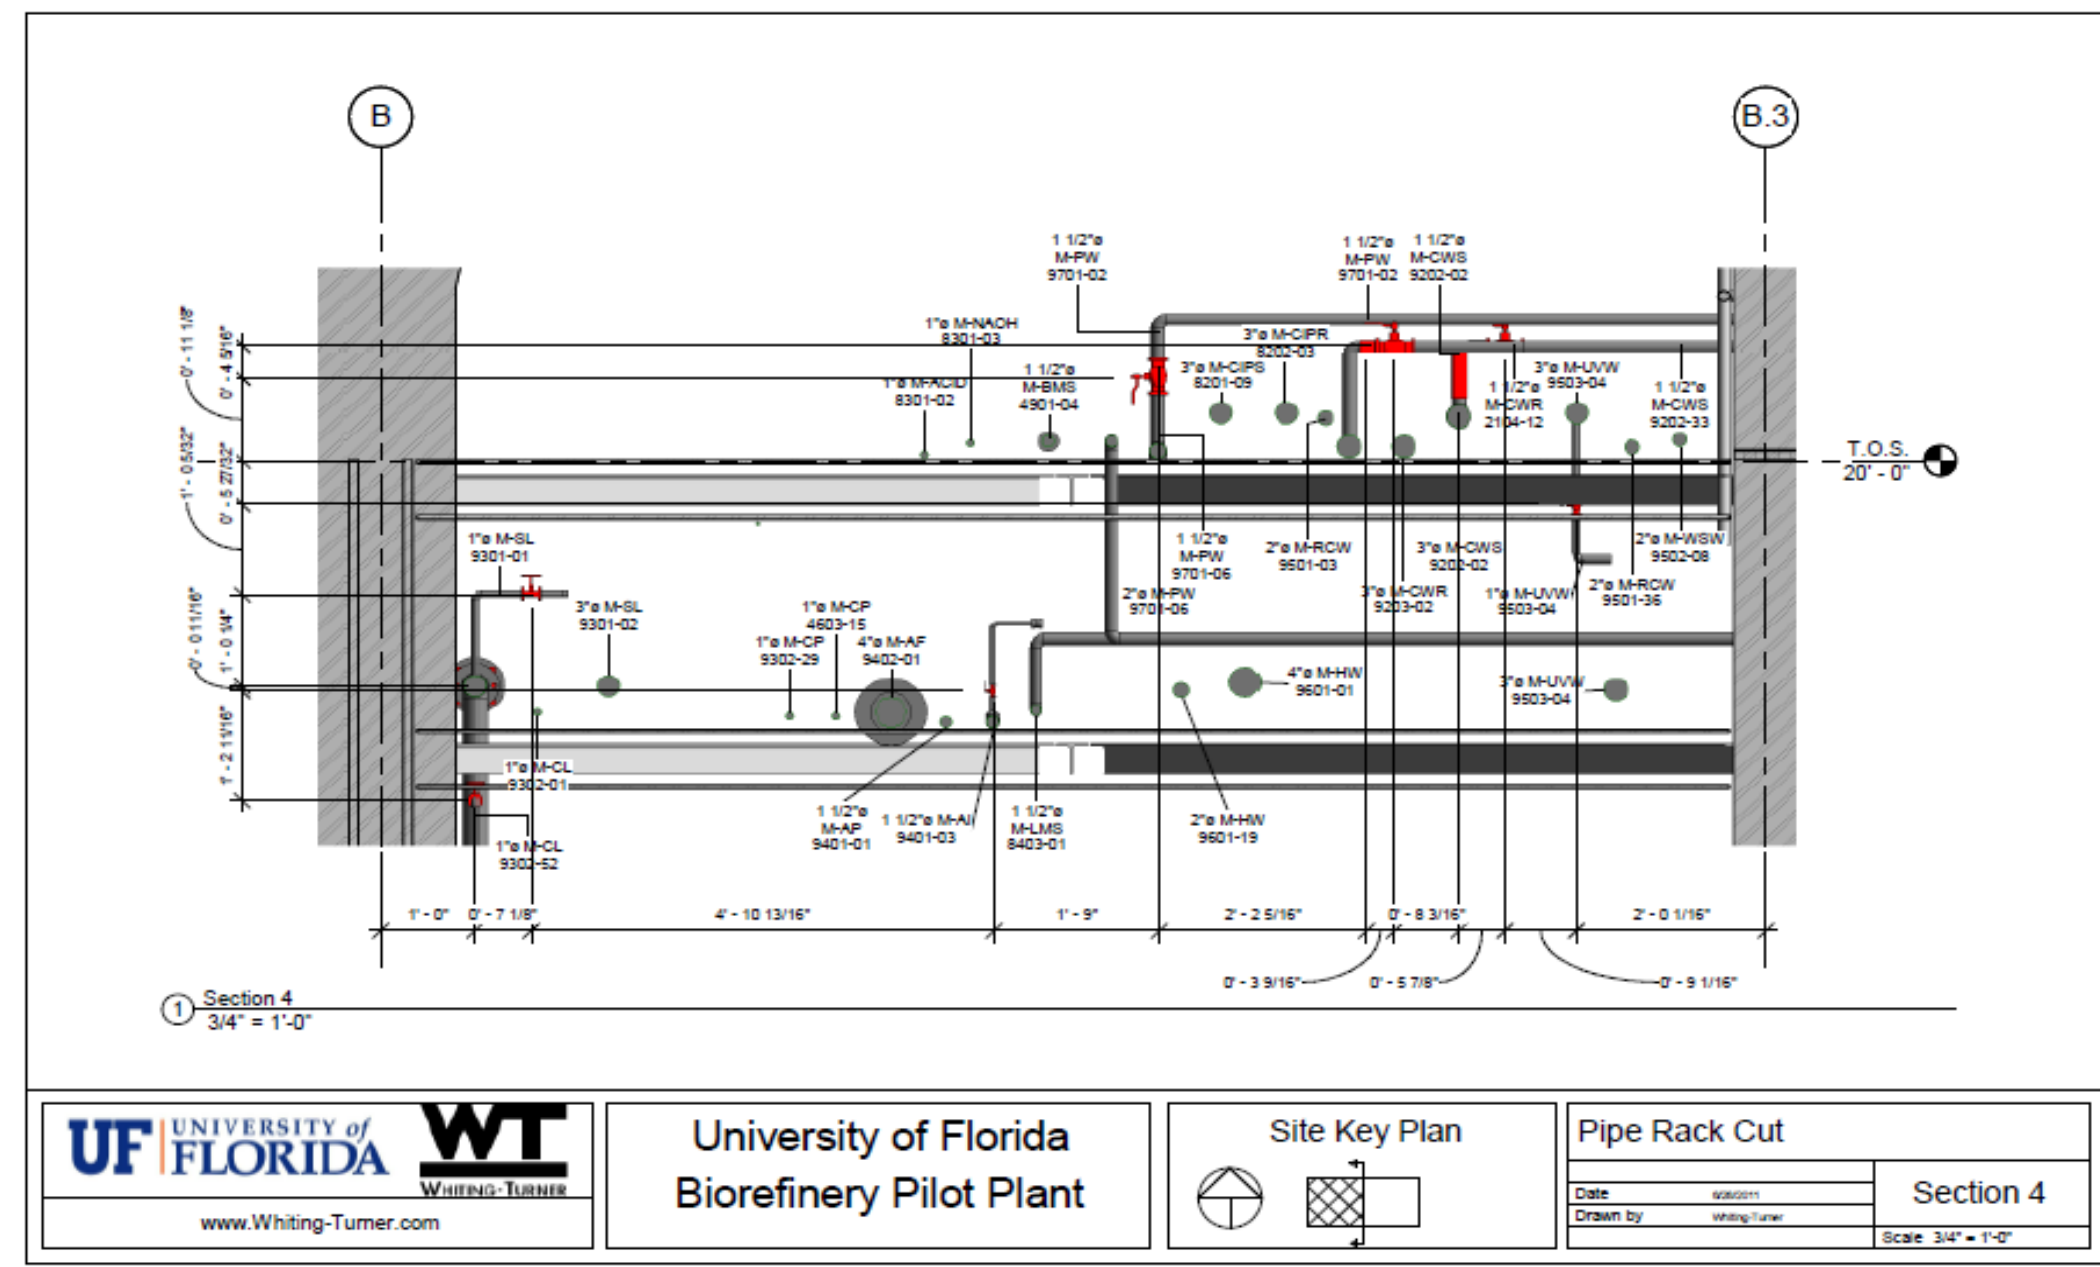 B
B.3
1 1/2"ø
M-PW
9701-02
1 1/2"ø
M-PW
9701-02
1 1/2"ø
M-CWS
9202-02
1"ø M-NAOH
8301-03
3"ø M-CIPR
8202-03
1"ø M-ACID
8301-02
1 1/2"ø
M-BMS
4901-04
3"ø M-CIPS
8201-09
3"ø M-UVW
9503-04
1 1/2"ø
M-CWR
2104-12
1 1/2"ø
M-CWS
9202-33
0' - 11 1/8"
0' - 4 5/16"
1' - 0 5/32"
0' - 5 27/32"
0' - 0 11/16"
1' - 0 1/4"
1' - 2 11/16"
T.O.S.
20' - 0"
1"ø M-SL
9301-01
3"ø M-SL
9301-02
1"ø M-CP
4603-15
1"ø M-CP
9302-29
4"ø M-AF
9402-01
1 1/2"ø
M-PW
9701-06
2"ø M-PW
9701-06
2"ø M-RCW
9501-03
3"ø M-CWS
9202-02
3"ø M-CWR
9203-02
1"ø M-UVW
9503-04
2"ø M-WSW
9502-08
2"ø M-RCW
9501-36
4"ø M-HW
9601-01
3"ø M-UVW
9503-04
1"ø M-CL
9302-01
1"ø M-CL
9302-52
1 1/2"ø
M-AP
9401-01
1 1/2"ø M-AI
9401-03
1 1/2"ø
M-LMS
8403-01
2"ø M-HW
9601-19
1' - 0"
0' - 7 1/8"
4' - 10 13/16"
1' - 9"
2' - 2 5/16"
0' - 8 3/16"
2' - 0 1/16"
0' - 3 9/16"
0' - 5 7/8"
0' - 9 1/16"
1
Section 4
3/4" = 1'-0"
UF UNIVERSITY of
FLORIDA
WT
WHITING-TURNER
www.Whiting-Turner.com
University of Florida
Biorefinery Pilot Plant
Site Key Plan
Pipe Rack Cut
Date 6/28/2011
Drawn by Whiting-Turner
Section 4
Scale 3/4" = 1'-0"